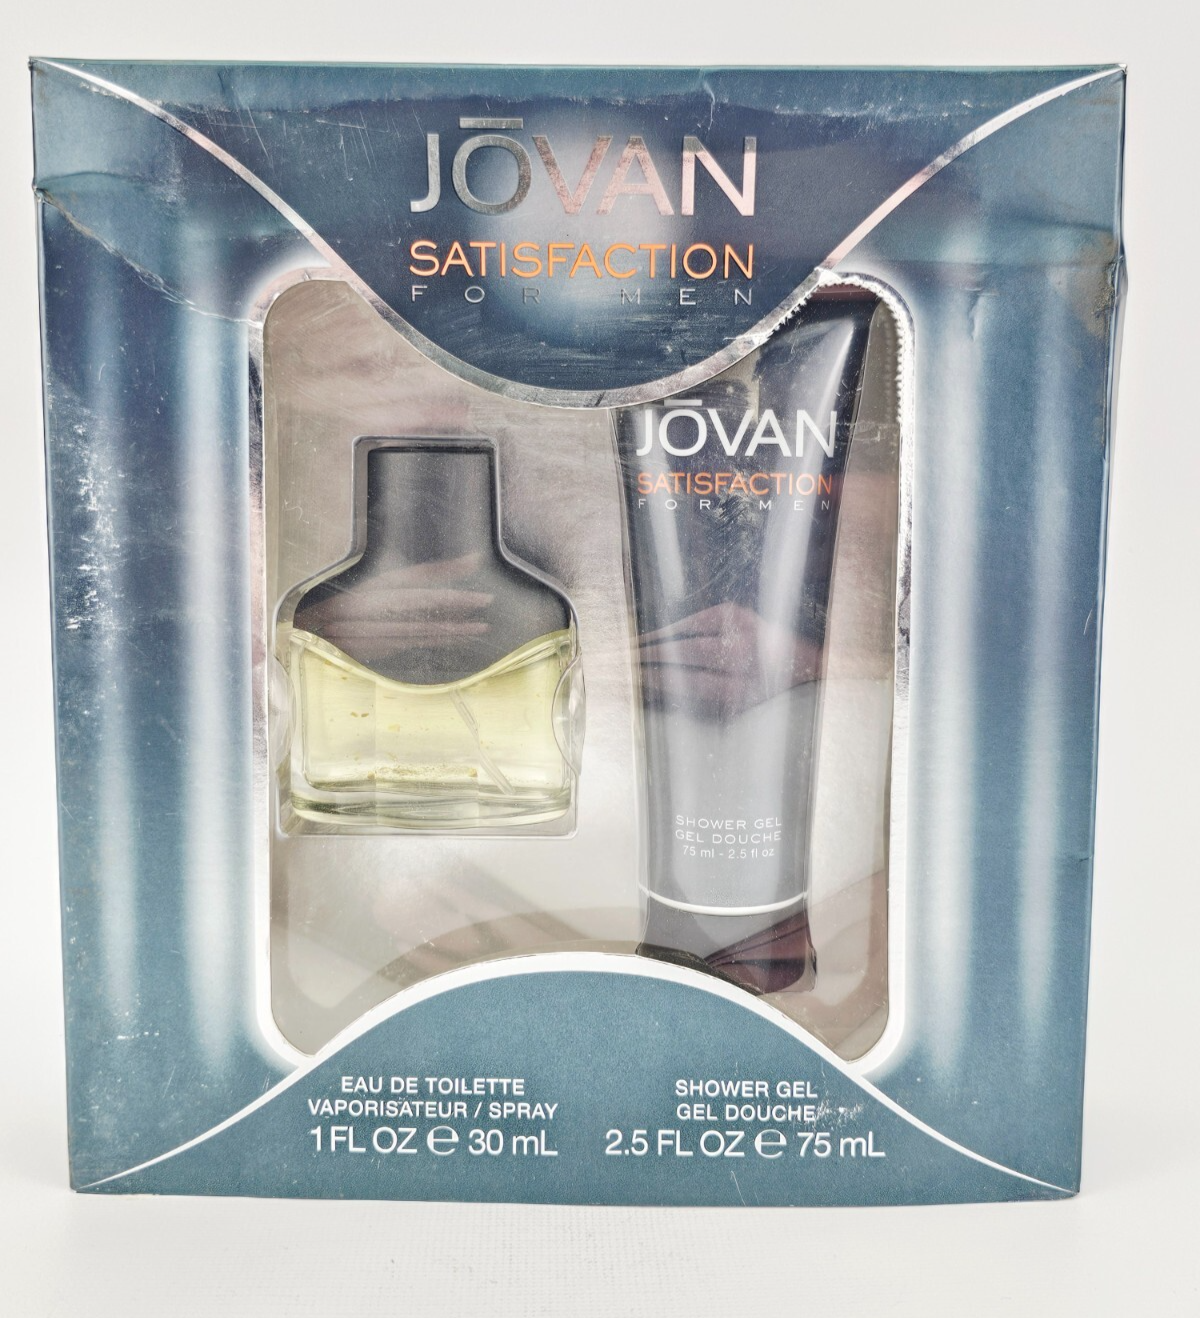 JŌVAN
SATISFACTION
FOR MEN
JŌVAN
SATISFACTION
FOR MEN
SHOWER GEL
GEL DOUCHE
75 ml - 2.5 fl oz
EAU DE TOILETTE
VAPORISATEUR / SPRAY
1 FL OZ ℮ 30 mL
SHOWER GEL
GEL DOUCHE
2.5 FL OZ ℮ 75 mL